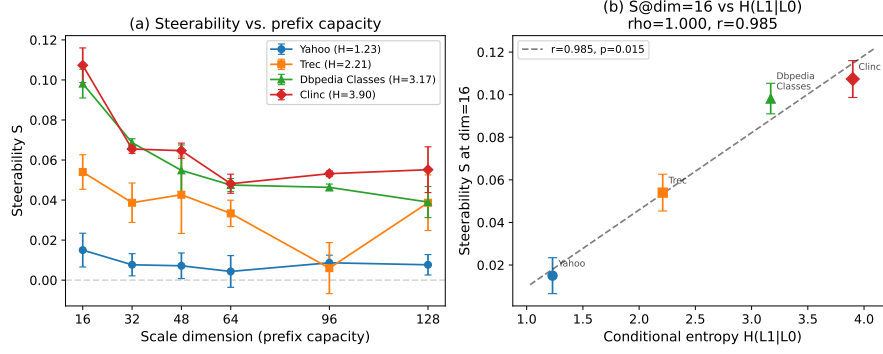 (a) Steerability vs. prefix capacity
Steerability S
0.12
0.10
0.08
0.06
0.04
0.02
0.00
16
32
48
64
96
128
Scale dimension (prefix capacity)
Yahoo (H=1.23)
Trec (H=2.21)
Dbpedia Classes (H=3.17)
Clinc (H=3.90)
(b) S@dim=16 vs H(L1|L0)
rho=1.000, r=0.985
Steerability S at dim=16
0.12
0.10
0.08
0.06
0.04
0.02
1.0
1.5
2.0
2.5
3.0
3.5
4.0
Conditional entropy H(L1|L0)
r=0.985, p=0.015
Yahoo
Trec
Dbpedia
Classes
Clinc